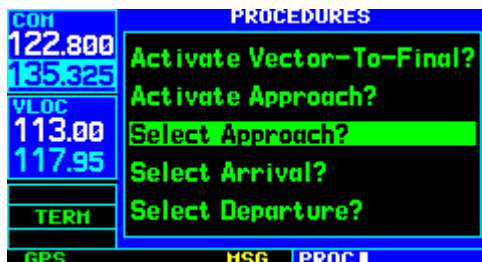 COM
122.800
135.325
VLOC
113.00
117.95
TERM
GPS
PROCEDURES
Activate Vector-To-Final?
Activate Approach?
Select Approach?
Select Arrival?
Select Departure?
MSG
PROC